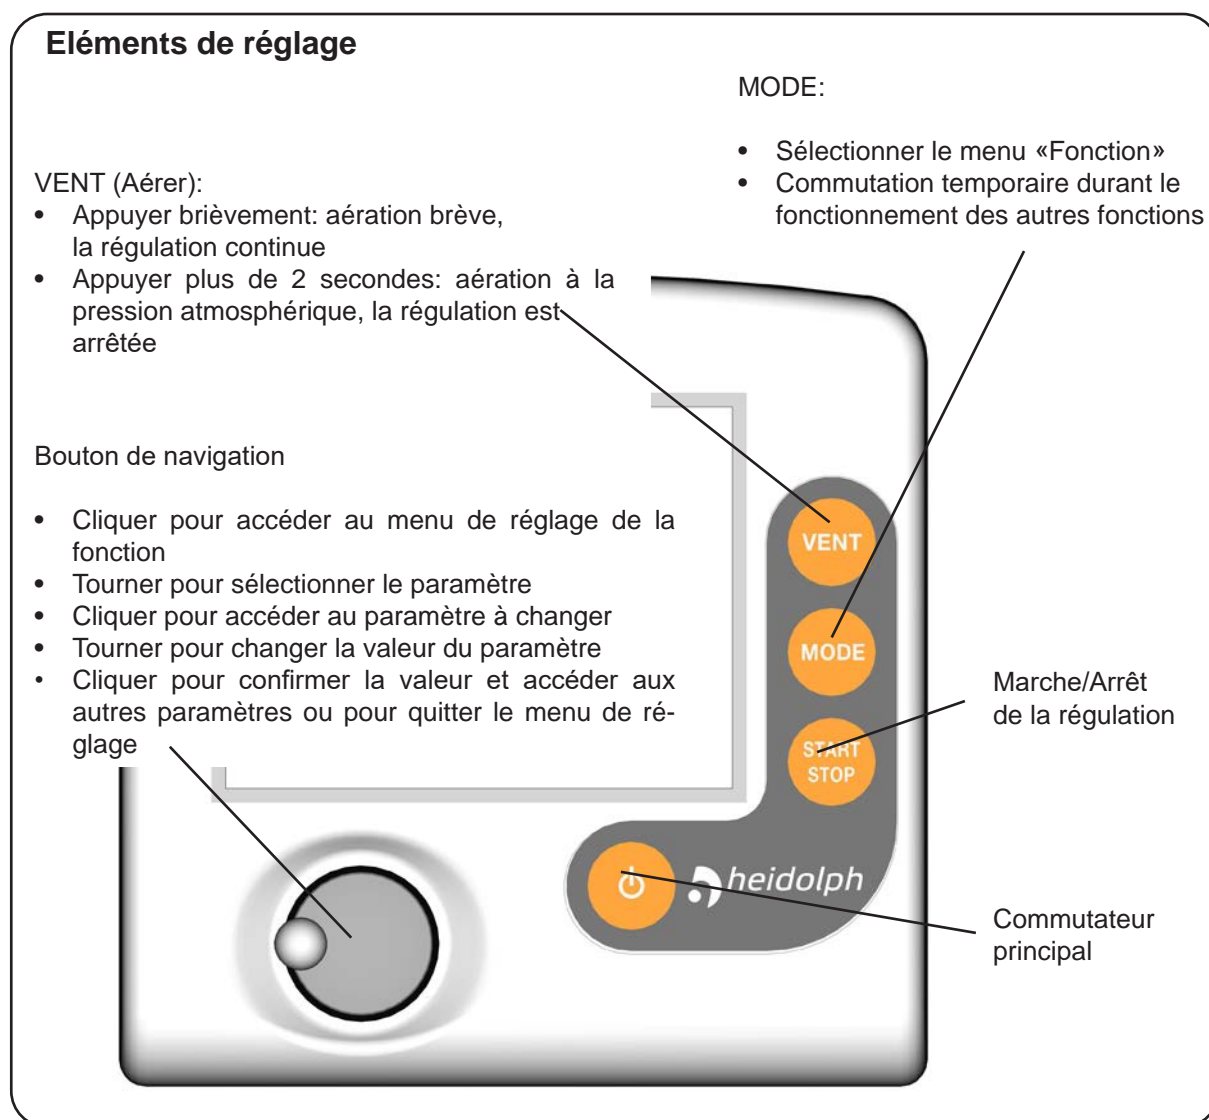 Eléments de réglage
MODE:
• Sélectionner le menu «Fonction»
• Commutation temporaire durant le
fonctionnement des autres fonctions
VENT (Aérer):
• Appuyer brièvement: aération brève,
la régulation continue
• Appuyer plus de 2 secondes: aération à la
pression atmosphérique, la régulation est
arrêtée
Bouton de navigation
• Cliquer pour accéder au menu de réglage de la
fonction
• Tourner pour sélectionner le paramètre
• Cliquer pour accéder au paramètre à changer
• Tourner pour changer la valeur du paramètre
• Cliquer pour confirmer la valeur et accéder aux
autres paramètres ou pour quitter le menu de ré-
glage
VENT
MODE
START
STOP
Marche/Arrêt
de la régulation
heidolph
Commutateur
principal